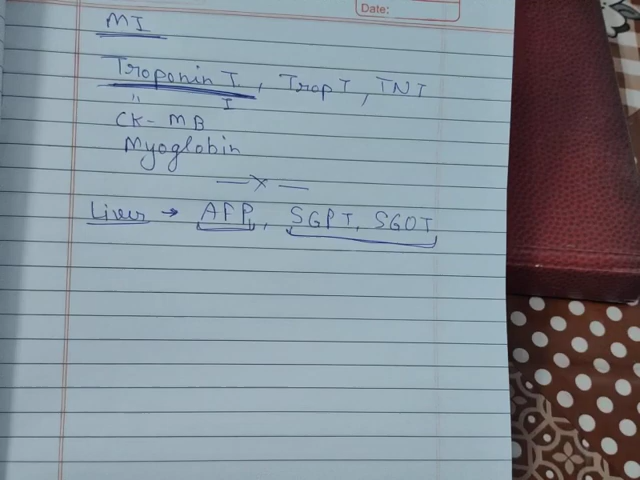 Date:
MI
Troponin T, Trop T, TNT
" I
CK-MB
Myoglobin
—x—
Liver → AFP, SGPT, SGOT